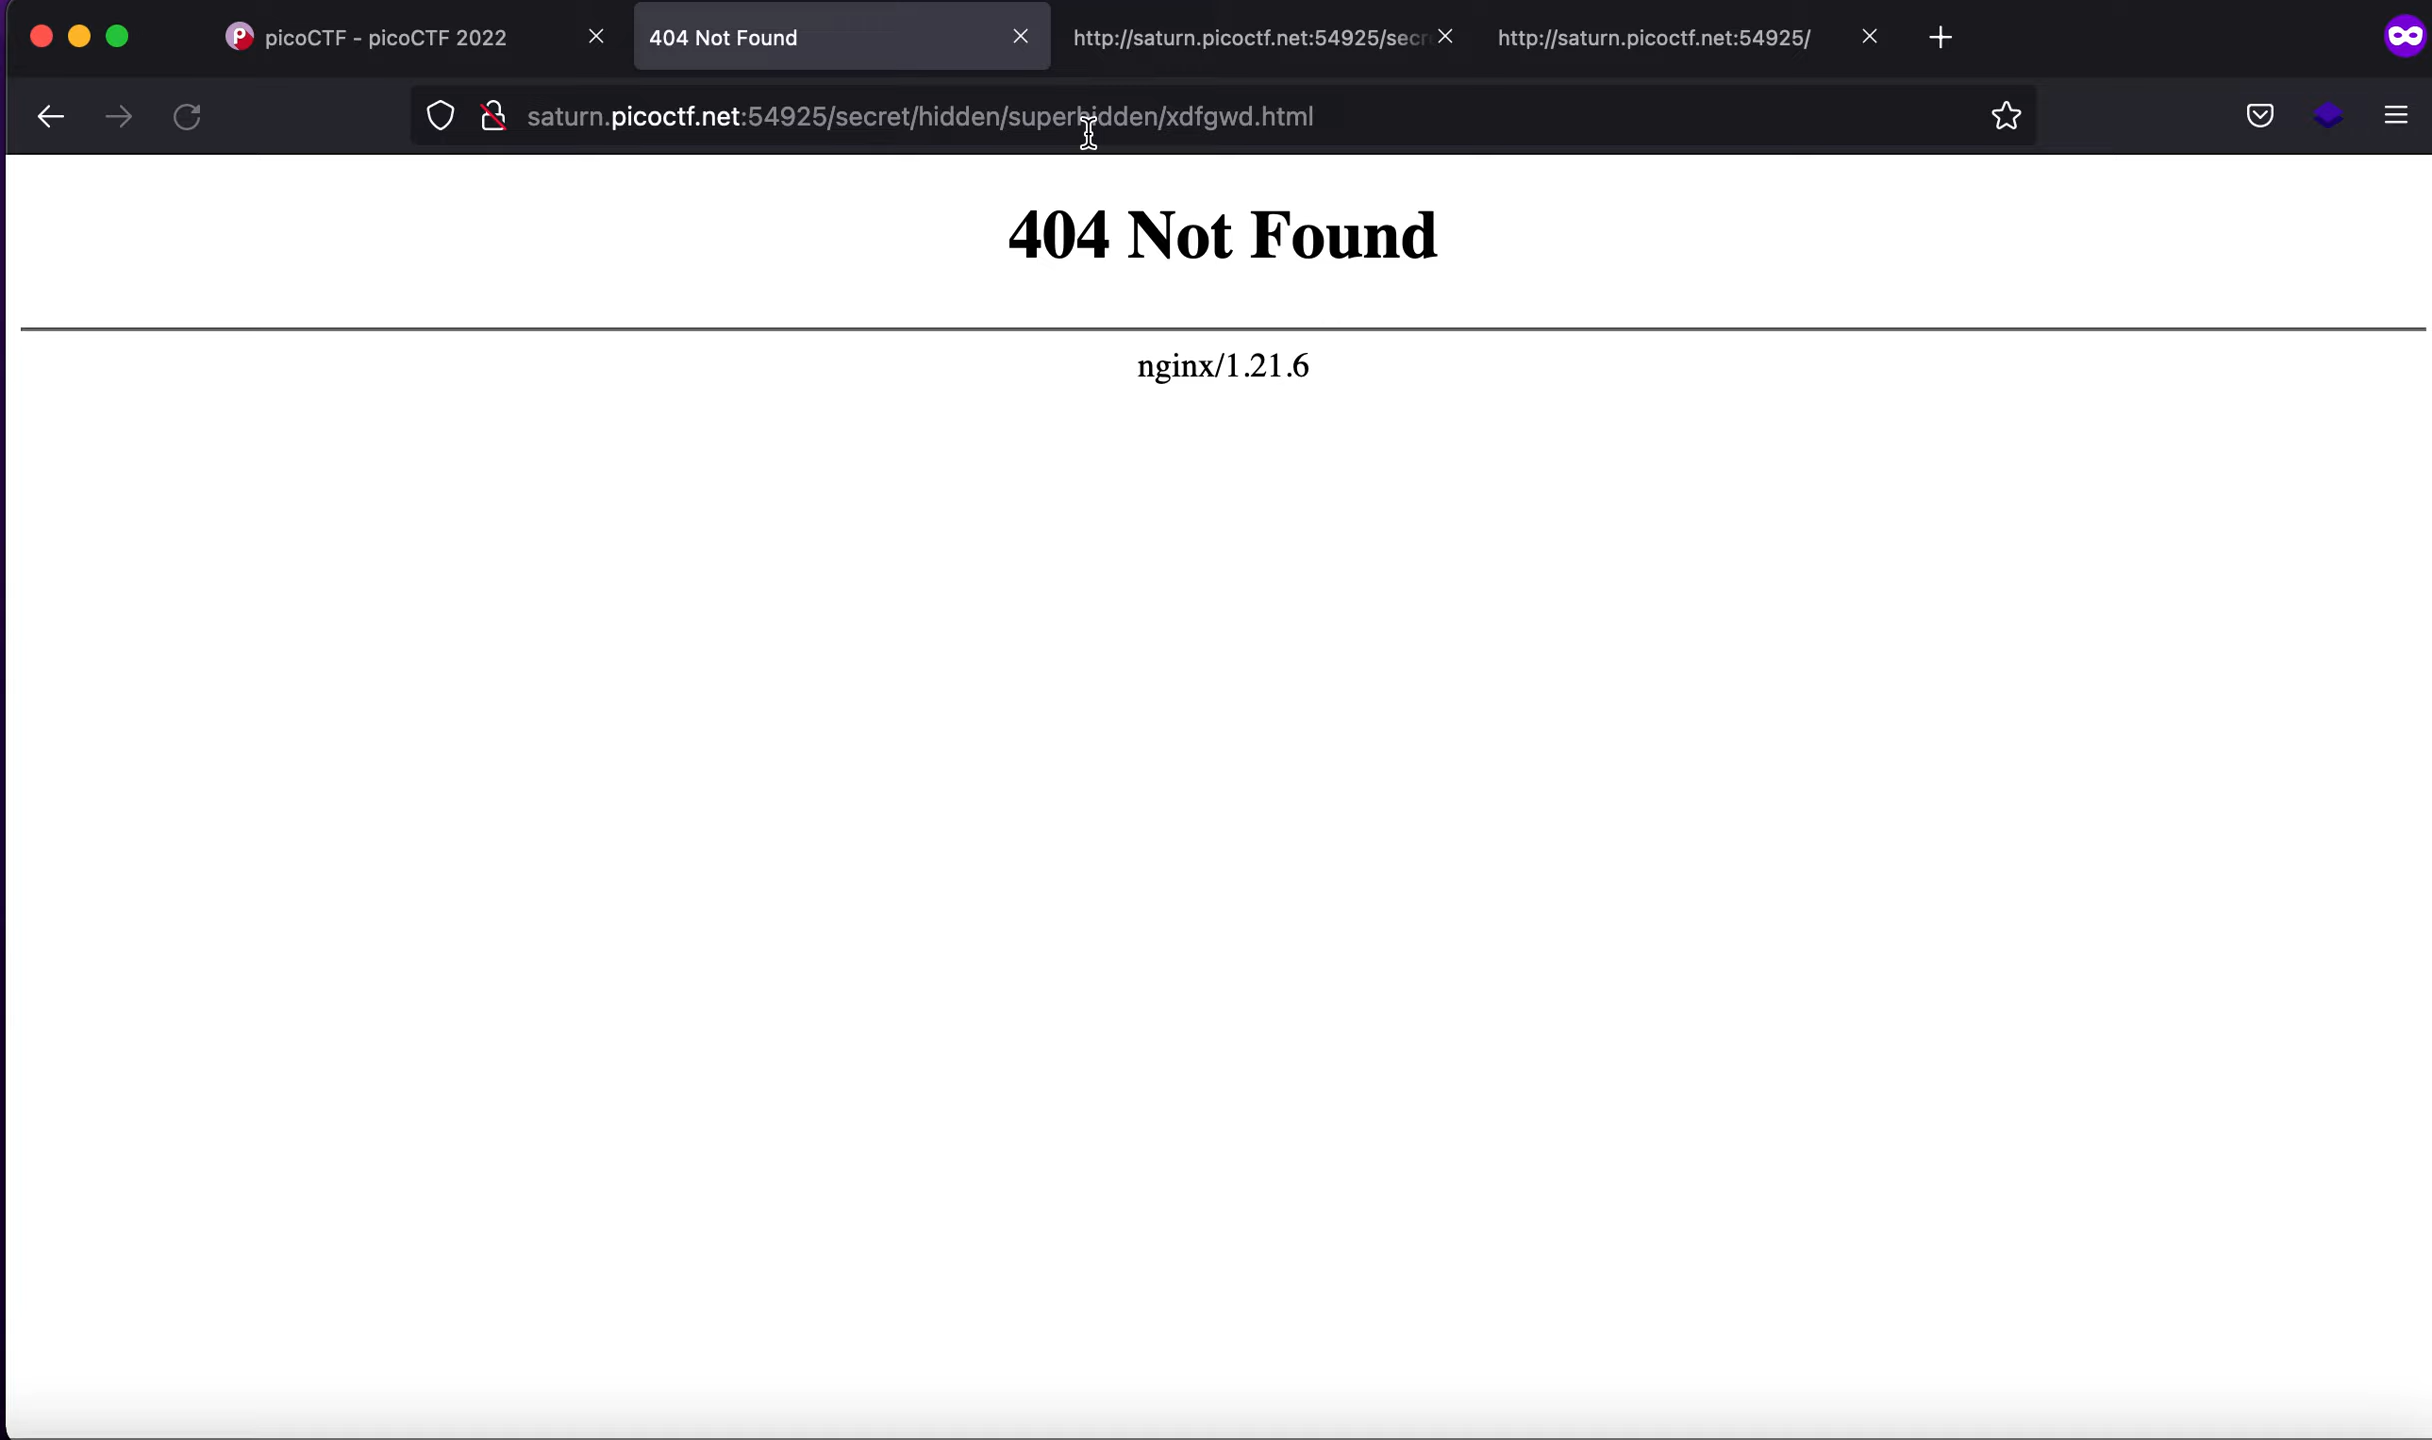 picoCTF - picoCTF 2022
404 Not Found
http://saturn.picoctf.net:54925/secr
http://saturn.picoctf.net:54925/
saturn.picoctf.net:54925/secret/hidden/superhidden/xdfgwd.html
404 Not Found
nginx/1.21.6